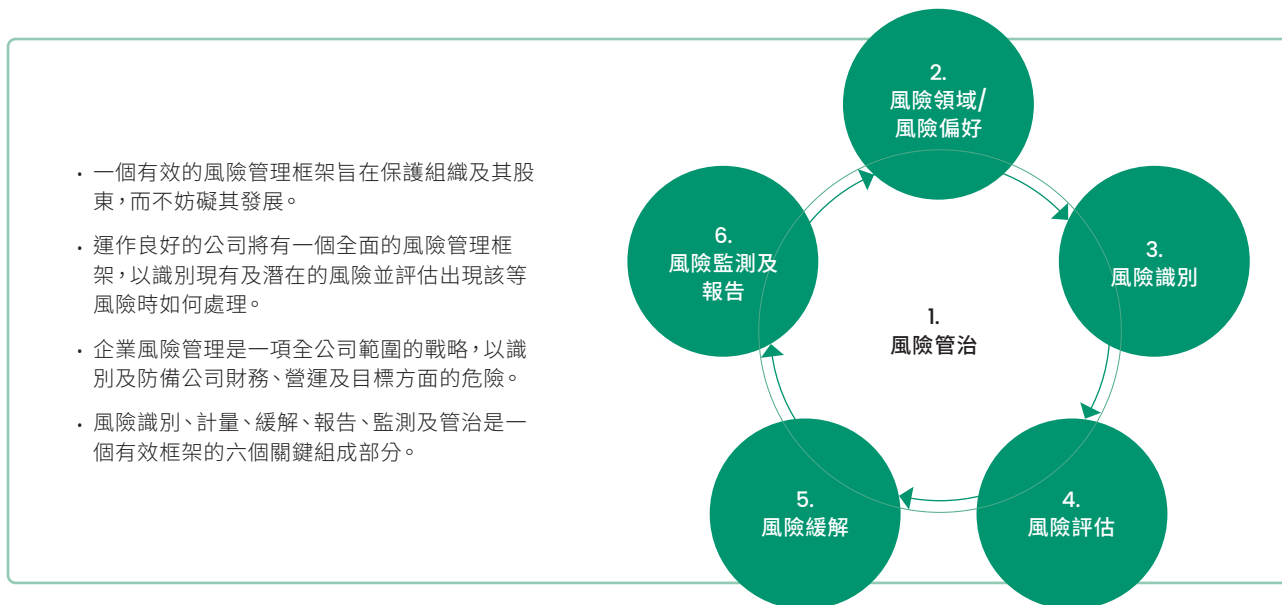 • 一個有效的風險管理框架旨在保護組織及其股
東，而不妨礙其發展。
• 運作良好的公司將有一個全面的風險管理框
架，以識別現有及潛在的風險並評估出現該等
風險時如何處理。
• 企業風險管理是一項全公司範圍的戰略，以識
別及防備公司財務、營運及目標方面的危險。
• 風險識別、計量、緩解、報告、監測及管治是一
個有效框架的六個關鍵組成部分。
1.
風險管治
2.
風險領域/
風險偏好
3.
風險識別
4.
風險評估
5.
風險緩解
6.
風險監測及
報告